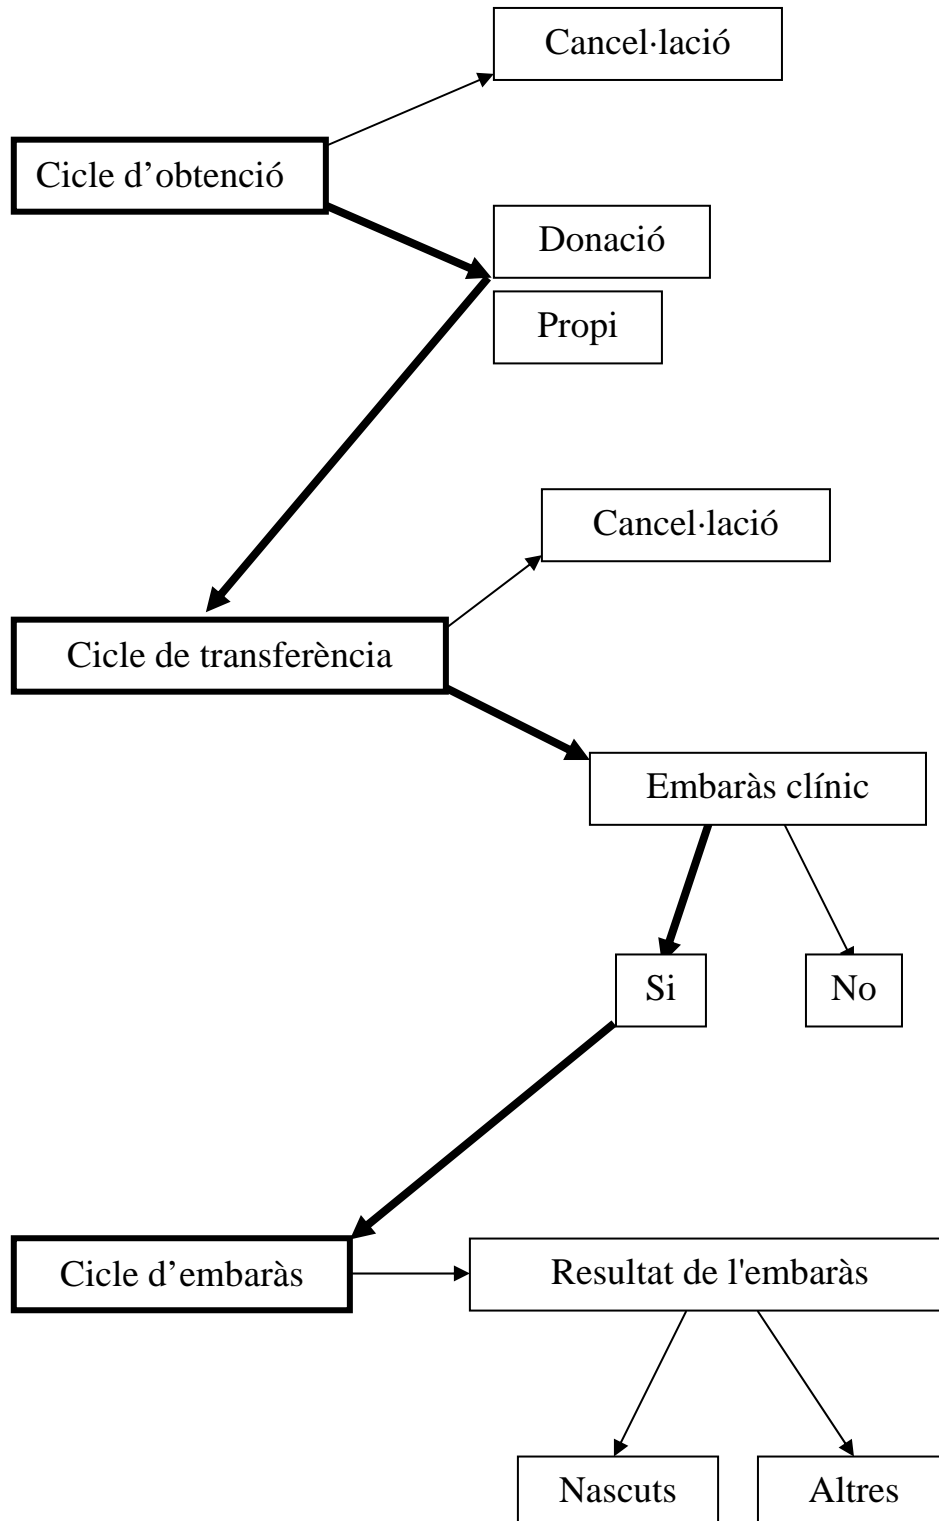 Cancel·lació
Cicle d’obtenció
Donació
Propi
Cancel·lació
Cicle de transferència
Embaràs clínic
Si
No
Cicle d’embaràs
Resultat de l'embaràs
Nascuts
Altres